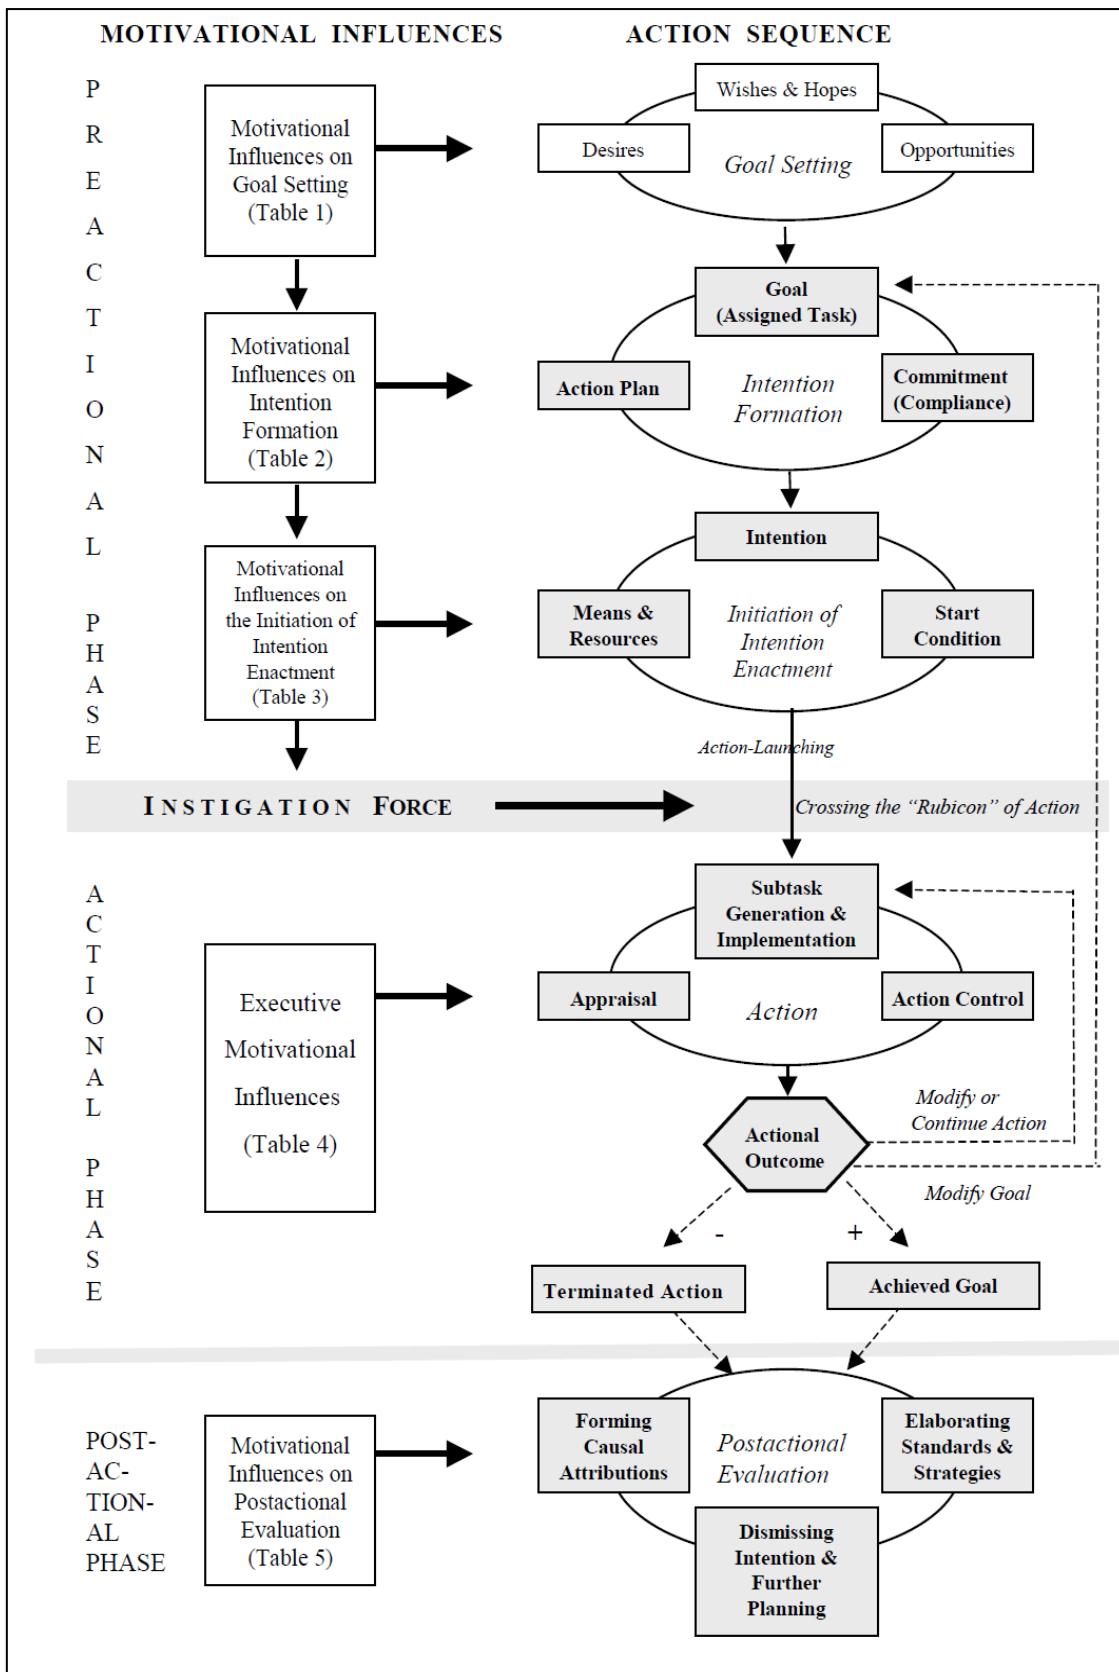 MOTIVATIONAL INFLUENCES
ACTION SEQUENCE
PREACTIONAL PHASE
Motivational
Influences on
Goal Setting
(Table 1)
Wishes & Hopes
Desires
Opportunities
Goal Setting
Motivational
Influences on
Intention
Formation
(Table 2)
Goal
(Assigned Task)
Action Plan
Commitment
(Compliance)
Intention
Formation
Motivational
Influences on
the Initiation of
Intention
Enactment
(Table 3)
Intention
Means &
Resources
Start
Condition
Initiation of
Intention
Enactment
Action-Launching
INSTIGATION FORCE
Crossing the “Rubicon” of Action
ACTIONAL PHASE
Executive
Motivational
Influences
(Table 4)
Subtask
Generation &
Implementation
Appraisal
Action Control
Action
Actional
Outcome
Modify or
Continue Action
Modify Goal
-
+
Terminated Action
Achieved Goal
POST-
AC-
TION-
AL
PHASE
Motivational
Influences on
Postactional
Evaluation
(Table 5)
Forming
Causal
Attributions
Postactional
Evaluation
Elaborating
Standards &
Strategies
Dismissing
Intention &
Further
Planning